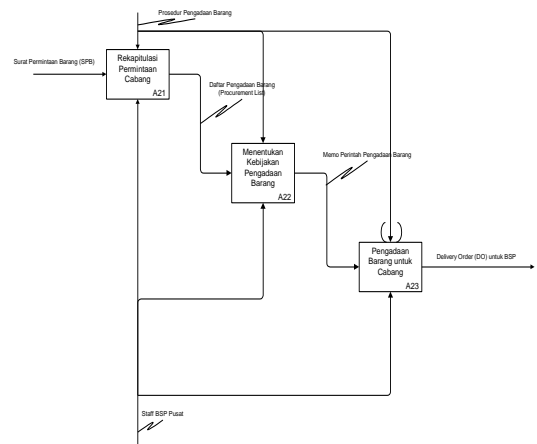 Prosedur Pengadaan Barang
Surat Permintaan Barang (SPB)
Rekapitulasi
Permintaan
Cabang
A21
Daftar Pengadaan Barang
(Procurement List)
Menentukan
Kebijakan
Pengadaan
Barang
A22
Memo Perintah Pengadaan Barang
Pengadaan
Barang untuk
Cabang
A23
Delivery Order (DO) untuk BSP
Staff BSP Pusat